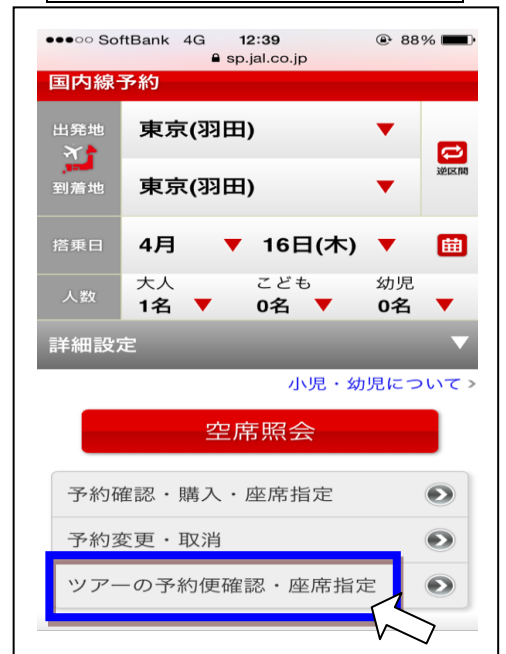 SoftBank 4G 12:39 88%
sp.jal.co.jp
国内線予約
出発地 東京(羽田)
逆区間
到着地 東京(羽田)
搭乗日 4月 16日(木)
人数 大人 こども 幼児
1名 0名 0名
詳細設定
小児・幼児について
空席照会
予約確認・購入・座席指定
予約変更・取消
ツアーの予約便確認・座席指定